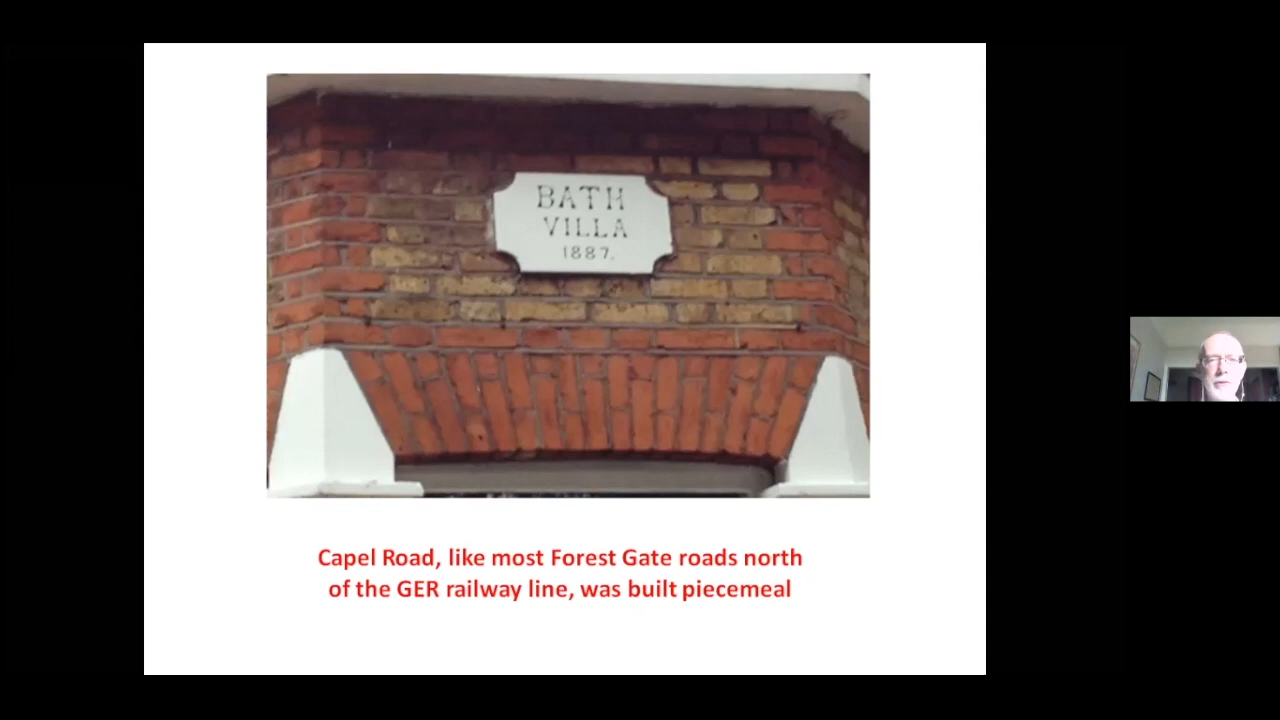 BATH
VILLA
1887.
Capel Road, like most Forest Gate roads north
of the GER railway line, was built piecemeal